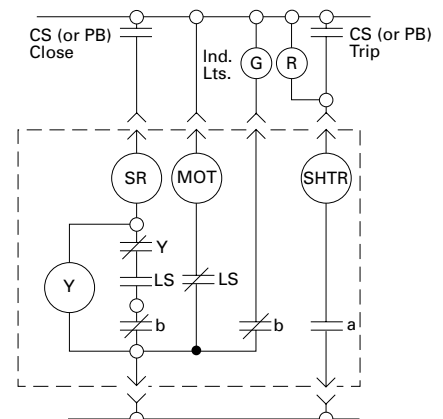 CS (or PB)
Close
Ind.
Lts.
G
R
CS (or PB)
Trip
SR
MOT
SHTR
Y
Y
LS
LS
b
b
a